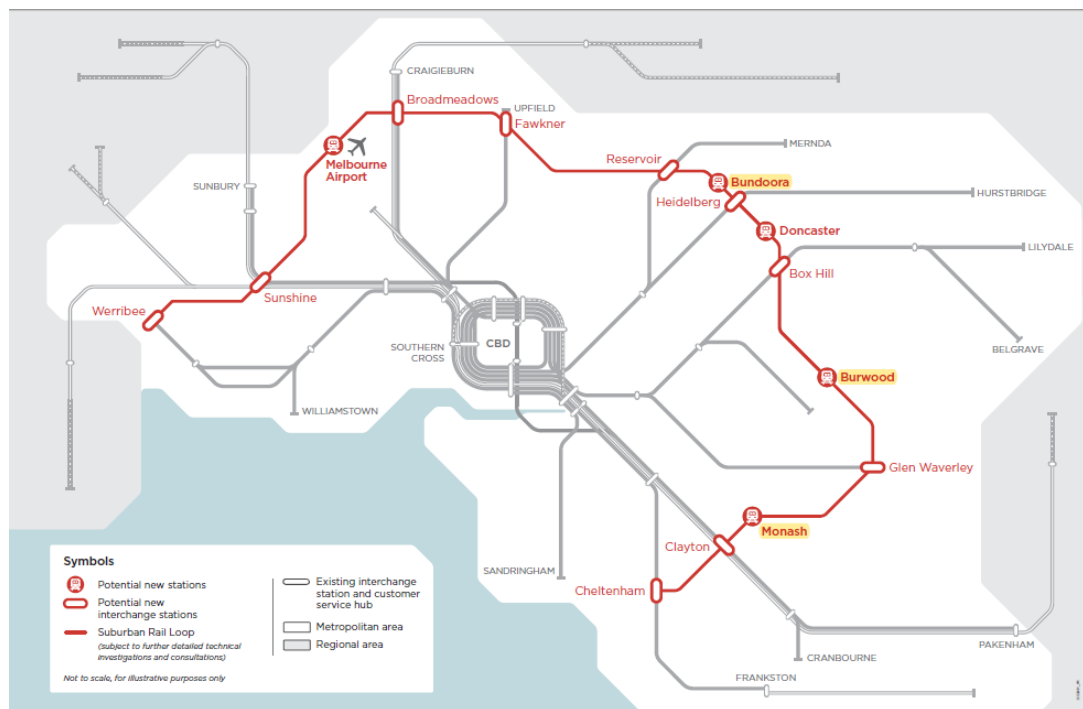 CRAIGIEBURN
Broadmeadows
UPFIELD
Fawkner
Melbourne
Airport
SUNBURY
Reservoir
MERNDA
Bundoora
Heidelberg
HURSTBRIDGE
Doncaster
LILYDALE
Box Hill
Sunshine
Werribee
SOUTHERN
CROSS
CBD
BELGRAVE
Burwood
WILLIAMSTOWN
Glen Waverley
Monash
Clayton
SANDRINGHAM
Cheltenham
PAKENHAM
CRANBOURNE
FRANKSTON
Symbols
Potential new stations
Potential new
interchange stations
Suburban Rail Loop
(subject to further detailed technical
investigations and consultations)
Existing interchange
station and customer
service hub
Metropolitan area
Regional area
Not to scale, for illustrative purposes only